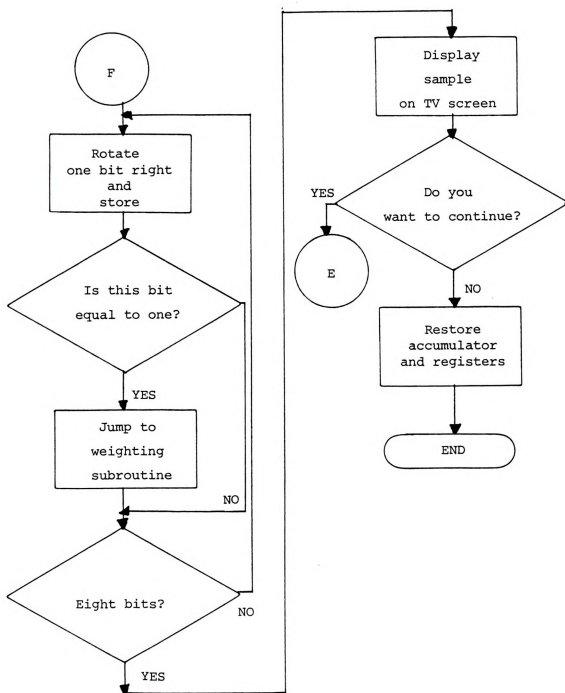 F
Rotate
one bit right
and
store
Is this bit
equal to one?
YES
Jump to
weighting
subroutine
NO
Eight bits?
NO
YES
Display
sample
on TV screen
YES
Do you
want to continue?
E
NO
Restore
accumulator
and registers
END